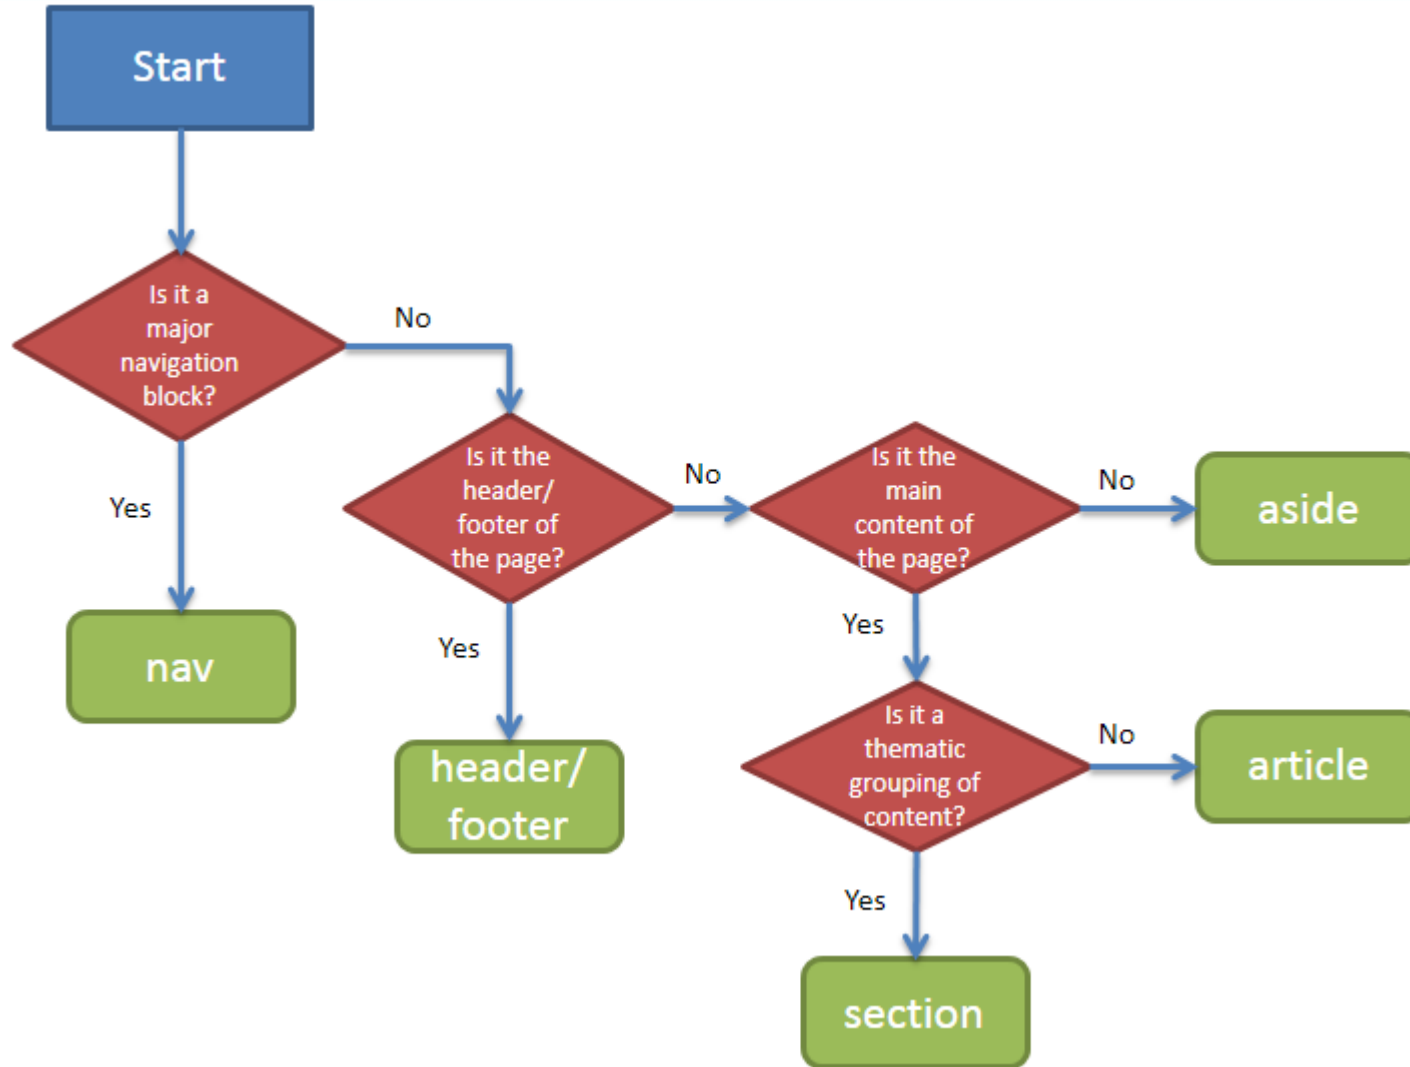 Start
Is it a
major
navigation
block?
No
Yes
nav
Is it the
header/
footer of
the page?
No
Yes
header/
footer
Is it the
main
content of
the page?
No
aside
Yes
Is it a
thematic
grouping of
content?
No
article
Yes
section